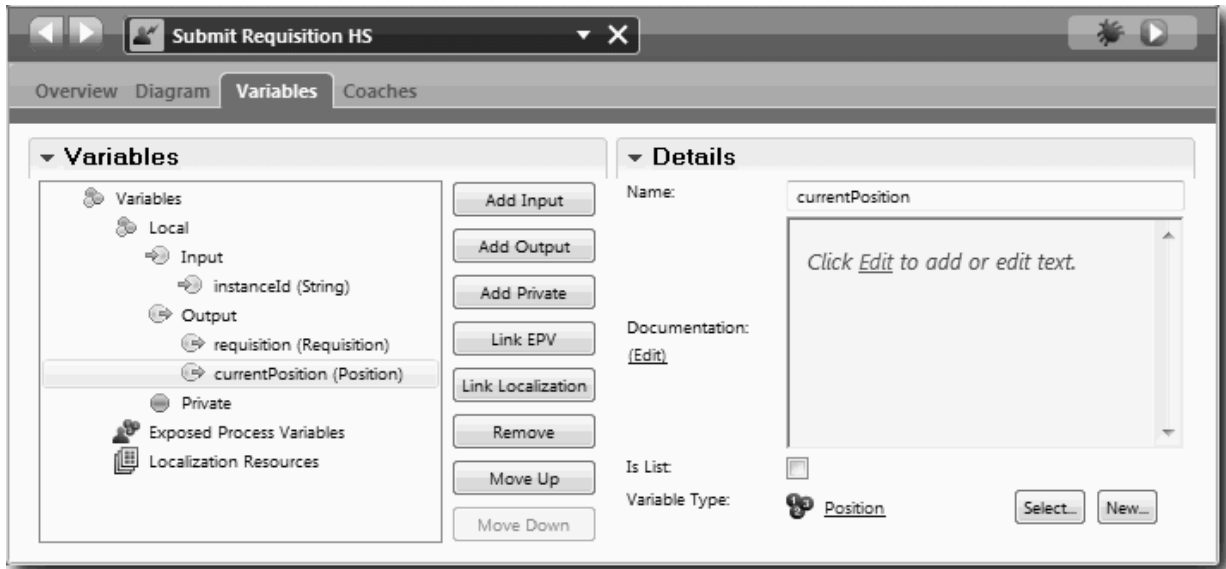 Submit Requisition HS
Overview Diagram Variables Coaches
Variables
Variables
Local
Input
instanceId (String)
Output
requisition (Requisition)
currentPosition (Position)
Private
Exposed Process Variables
Localization Resources
Add Input
Add Output
Add Private
Link EPV
Link Localization
Remove
Move Up
Move Down
Details
Name: currentPosition
Click Edit to add or edit text.
Documentation:
(Edit)
Is List:
Variable Type: Position Select... New...